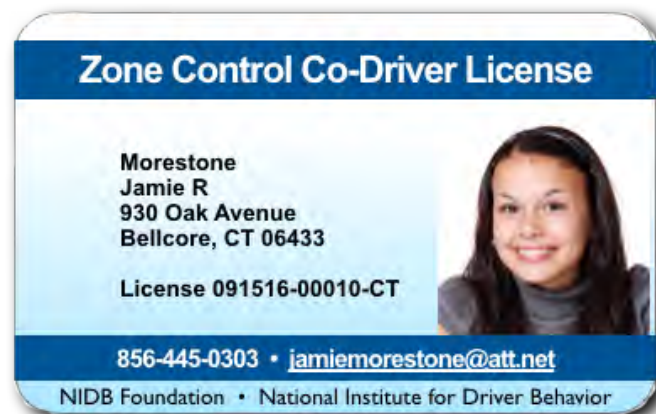 Zone Control Co-Driver License
Morestone
Jamie R
930 Oak Avenue
Bellcore, CT 06433
License 091516-00010-CT
856-445-0303 • jamiemorestone@att.net
NIDB Foundation • National Institute for Driver Behavior